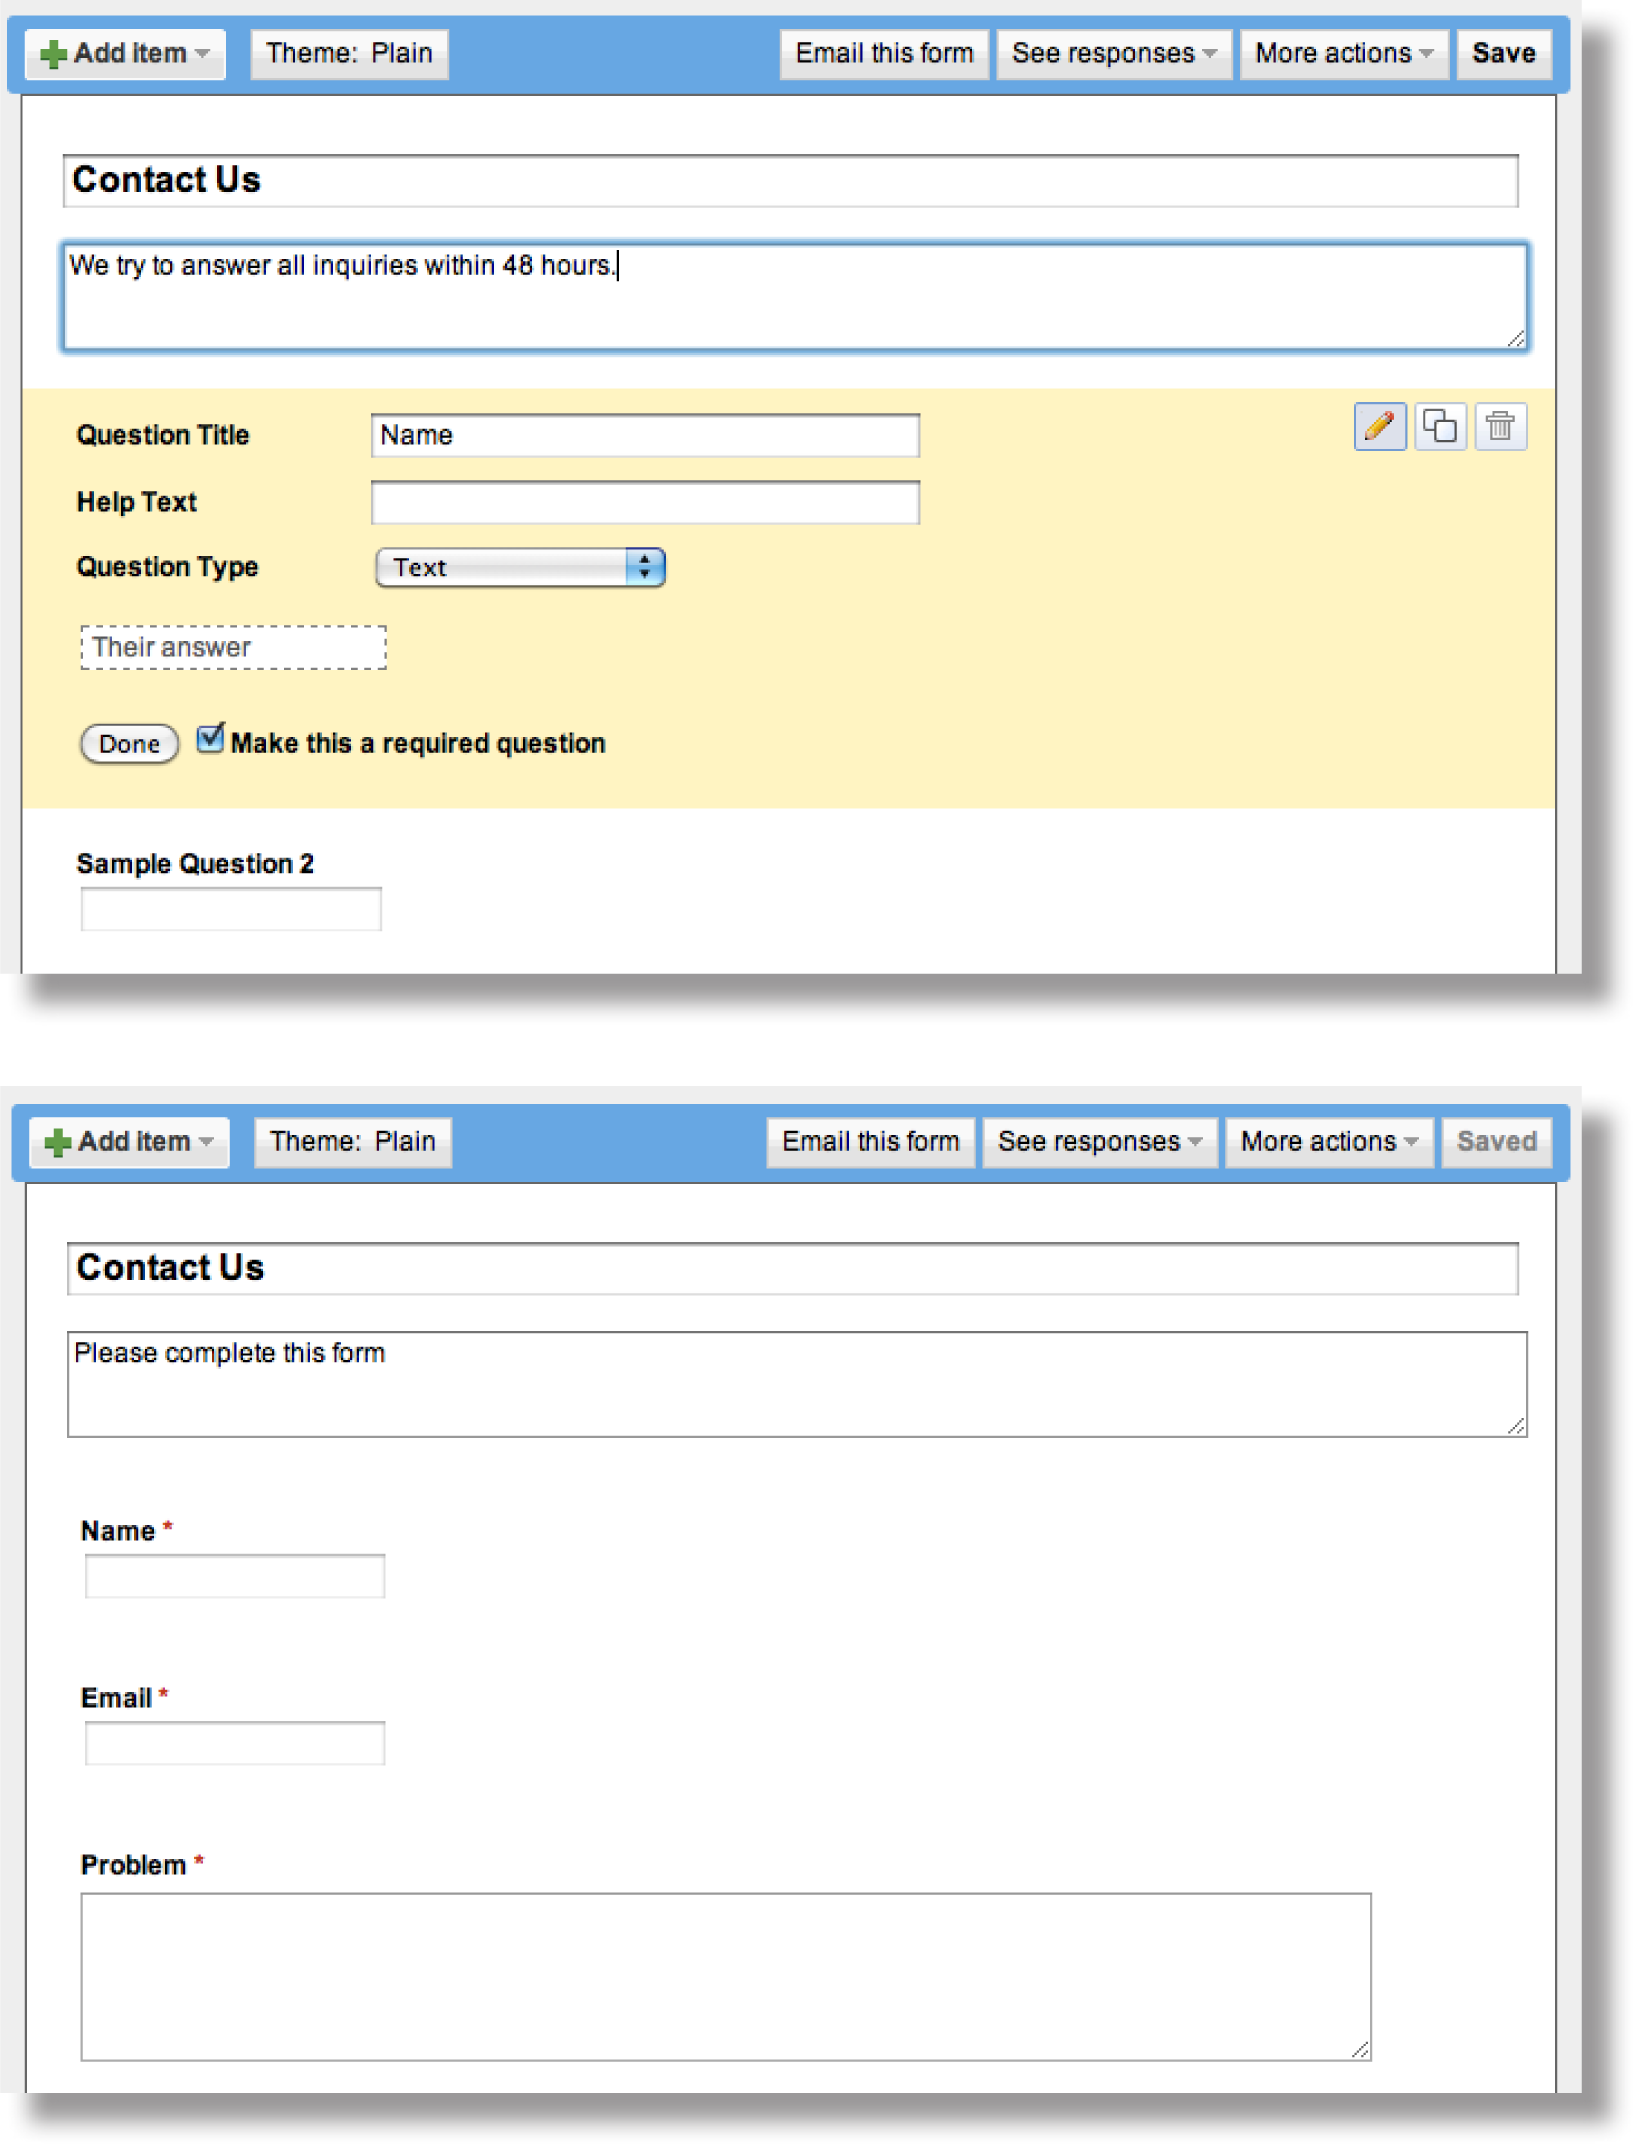 Add item Theme: Plain Email this form See responses More actions Save
Contact Us
We try to answer all inquiries within 48 hours.
Question Title Name
Help Text
Question Type Text
Their answer
Done Make this a required question
Sample Question 2
Add item Theme: Plain Email this form See responses More actions Saved
Contact Us
Please complete this form
Name *
Email *
Problem *